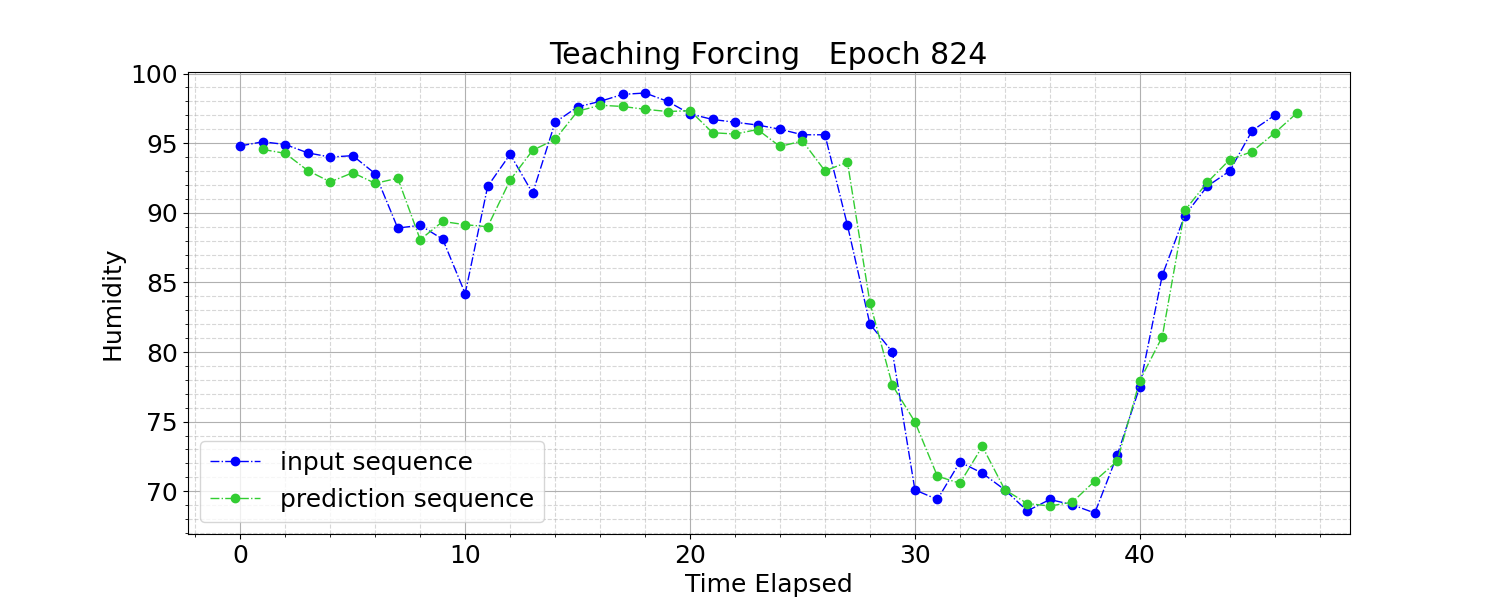 Teaching Forcing   Epoch 824
100
95
90
85
80
75
70
Humidity
input sequence
prediction sequence
0 10 20 30 40
Time Elapsed